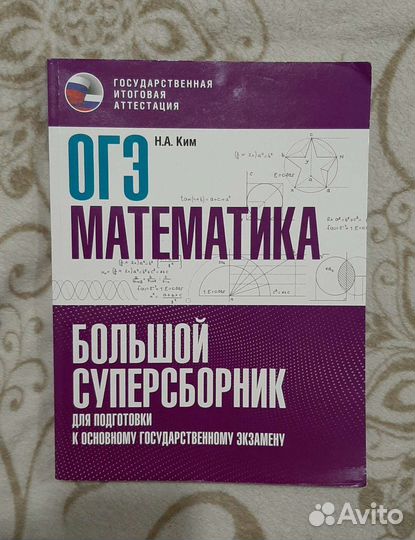 ГОСУДАРСТВЕННАЯ
ИТОГОВАЯ
АТТЕСТАЦИЯ
Н.А. Ким
ОГЭ
МАТЕМАТИКА
БОЛЬШОЙ
СУПЕРСБОРНИК
ДЛЯ ПОДГОТОВКИ
К ОСНОВНОМУ ГОСУДАРСТВЕННОМУ ЭКЗАМЕНУ
Avito